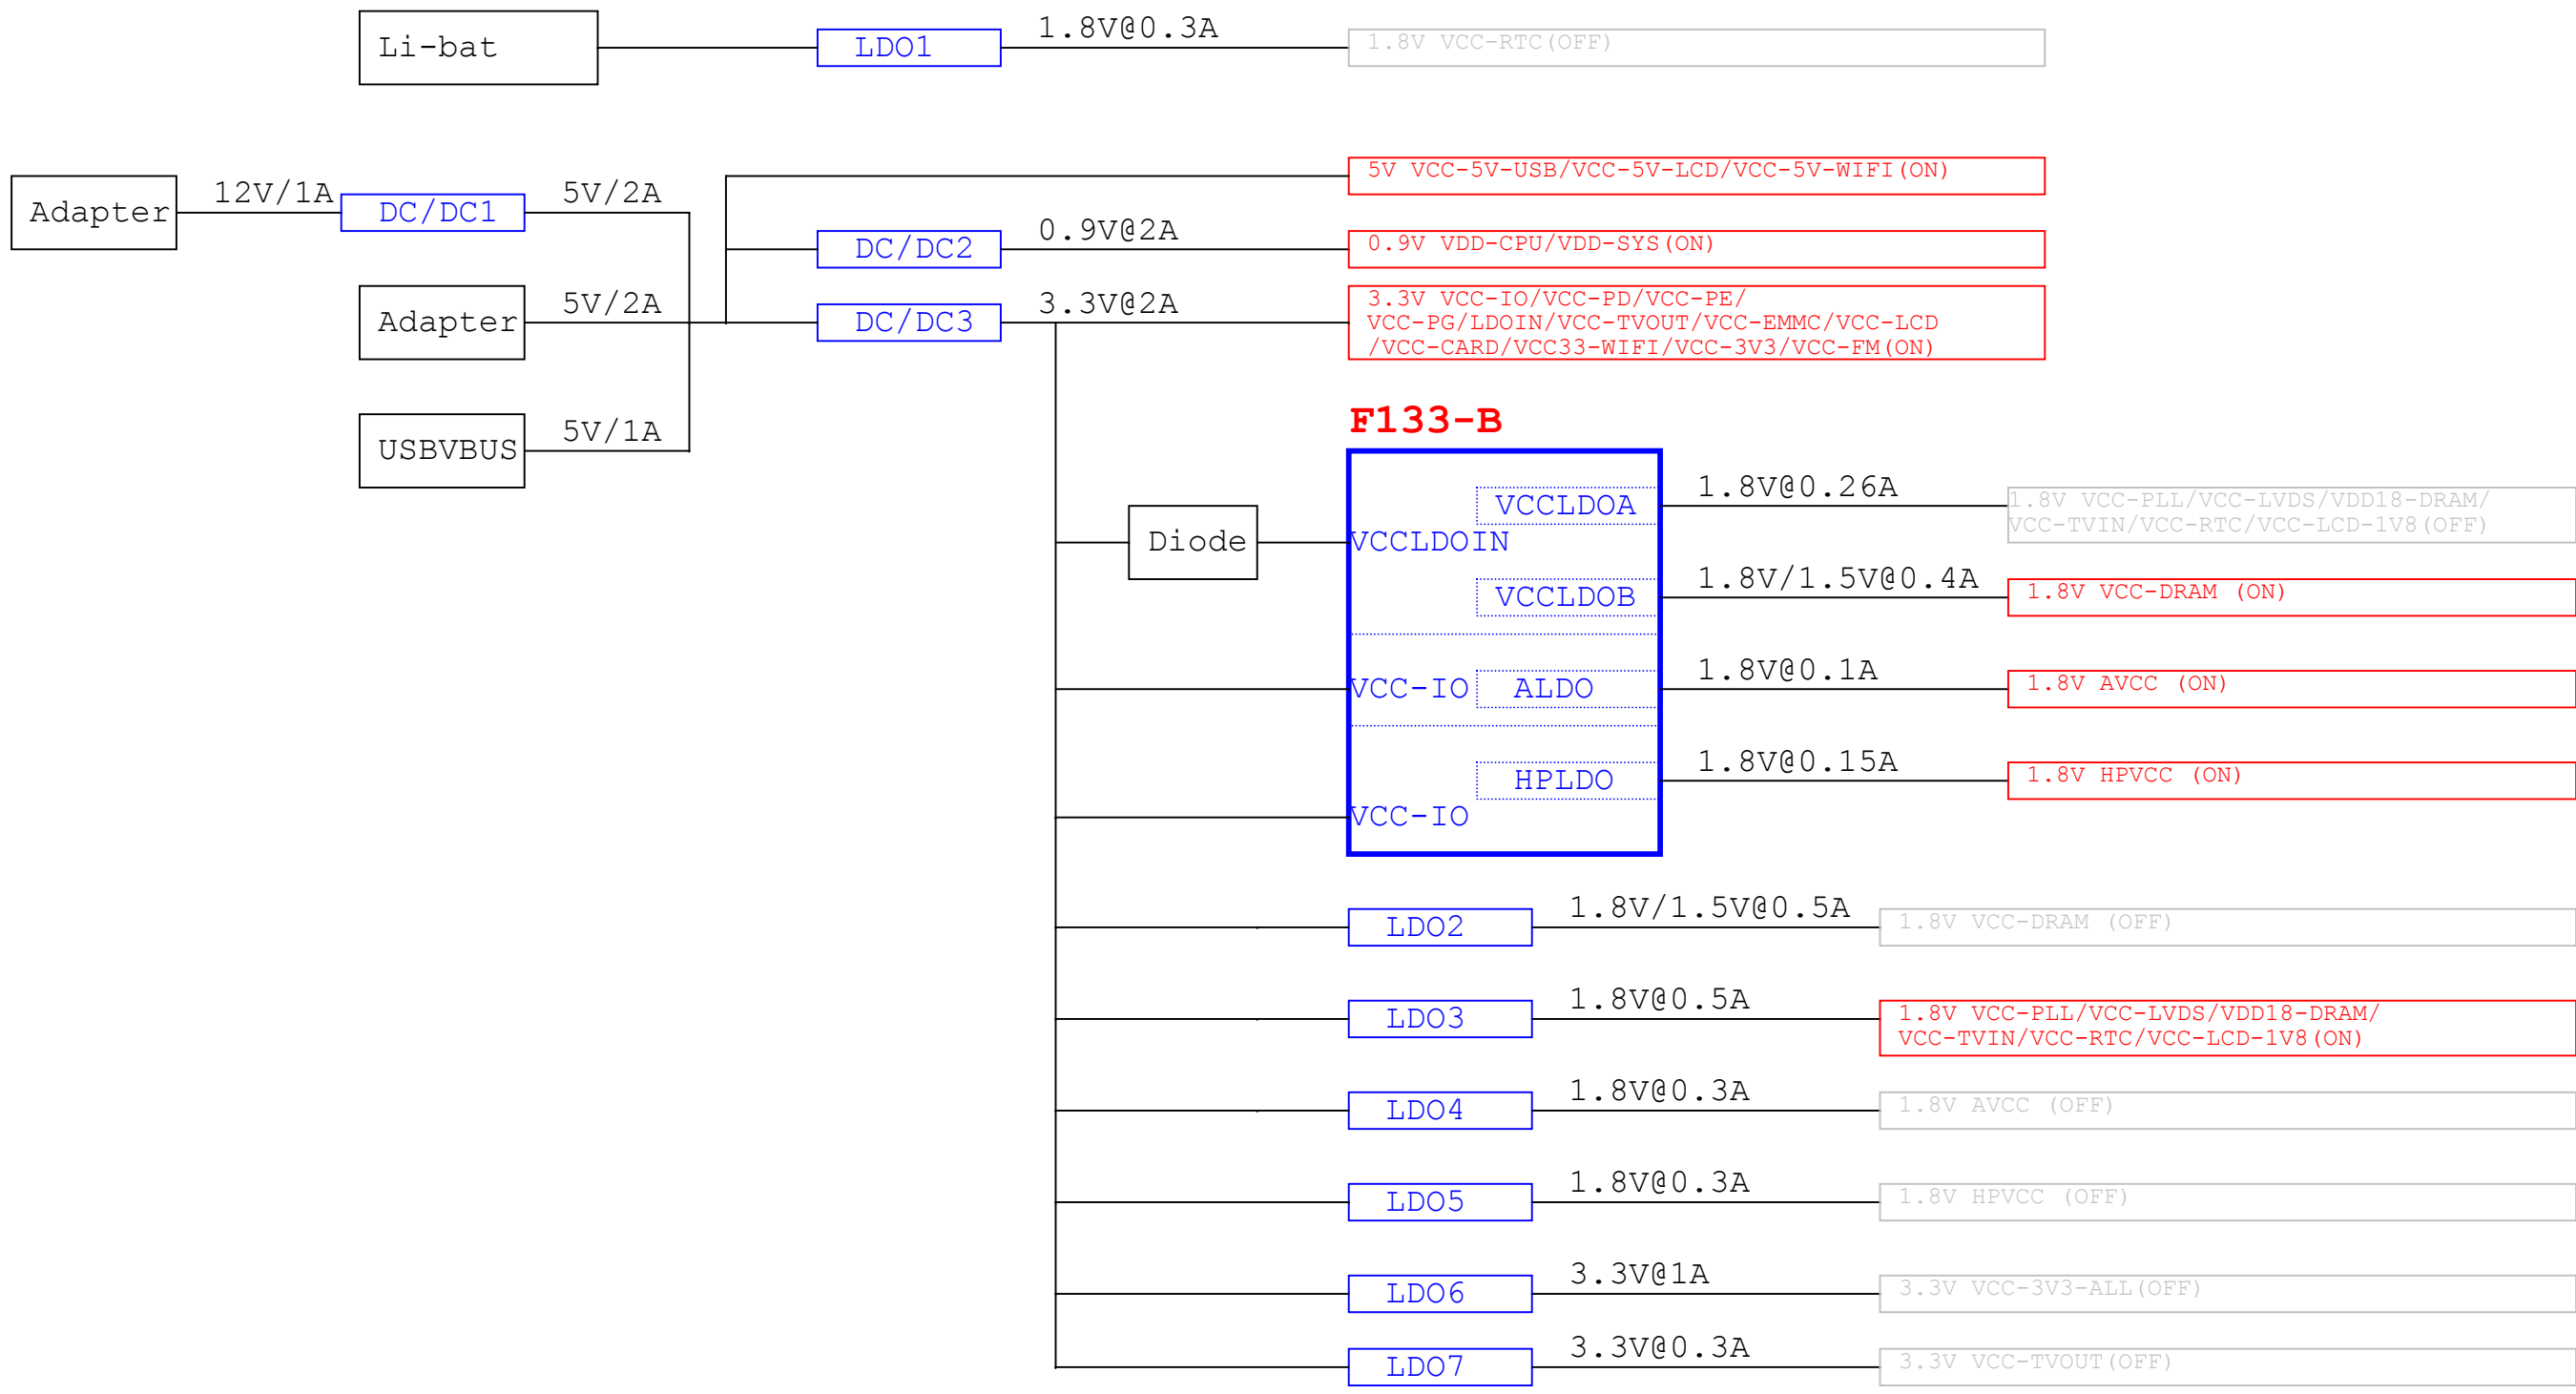 Li-bat
LDO1
1.8V@0.3A
1.8V VCC-RTC(OFF)
Adapter
12V/1A
DC/DC1
5V/2A
5V VCC-5V-USB/VCC-5V-LCD/VCC-5V-WIFI(ON)
DC/DC2
0.9V@2A
0.9V VDD-CPU/VDD-SYS(ON)
Adapter
5V/2A
DC/DC3
3.3V@2A
3.3V VCC-IO/VCC-PD/VCC-PE/
VCC-PG/LDOIN/VCC-TVOUT/VCC-EMMC/VCC-LCD
/VCC-CARD/VCC33-WIFI/VCC-3V3/VCC-FM(ON)
USBVBUS
5V/1A
F133-B
Diode
VCCLDOIN
VCCLDOA
1.8V@0.26A
1.8V VCC-PLL/VCC-LVDS/VDD18-DRAM/
VCC-TVIN/VCC-RTC/VCC-LCD-1V8(OFF)
VCCLDOB
1.8V/1.5V@0.4A
1.8V VCC-DRAM (ON)
VCC-IO
ALDO
1.8V@0.1A
1.8V AVCC (ON)
HPLDO
1.8V@0.15A
1.8V HPVCC (ON)
VCC-IO
LDO2
1.8V/1.5V@0.5A
1.8V VCC-DRAM (OFF)
LDO3
1.8V@0.5A
1.8V VCC-PLL/VCC-LVDS/VDD18-DRAM/
VCC-TVIN/VCC-RTC/VCC-LCD-1V8(ON)
LDO4
1.8V@0.3A
1.8V AVCC (OFF)
LDO5
1.8V@0.3A
1.8V HPVCC (OFF)
LDO6
3.3V@1A
3.3V VCC-3V3-ALL(OFF)
LDO7
3.3V@0.3A
3.3V VCC-TVOUT(OFF)